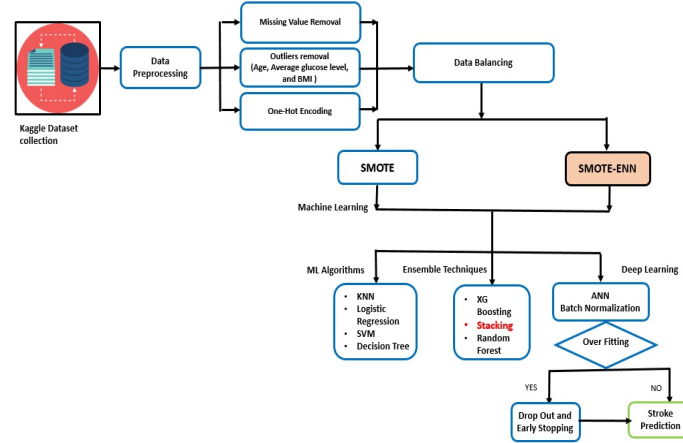 Kaggle Dataset
collection
Data
Preprocessing
Missing Value Removal
Outliers removal
(Age, Average glucose level,
and BMI )
One-Hot Encoding
Data Balancing
SMOTE
SMOTE-ENN
Machine Learning
ML Algorithms
• KNN
• Logistic
Regression
• SVM
• Decision Tree
Ensemble Techniques
• XG
Boosting
• Stacking
• Random
Forest
Deep Learning
ANN
Batch Normalization
Over Fitting
YES
NO
Drop Out and
Early Stopping
Stroke
Prediction